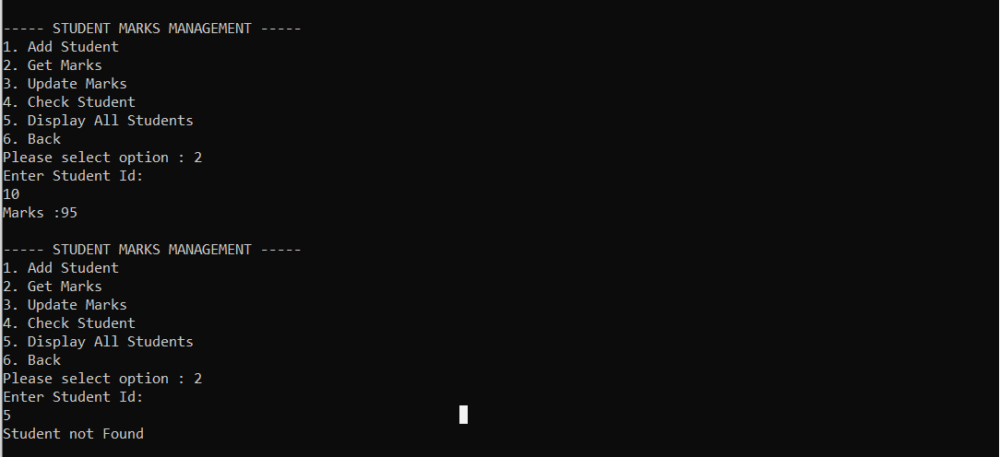 ----- STUDENT MARKS MANAGEMENT -----
1. Add Student
2. Get Marks
3. Update Marks
4. Check Student
5. Display All Students
6. Back
Please select option : 2
Enter Student Id:
10
Marks :95
----- STUDENT MARKS MANAGEMENT -----
1. Add Student
2. Get Marks
3. Update Marks
4. Check Student
5. Display All Students
6. Back
Please select option : 2
Enter Student Id:
5
Student not Found